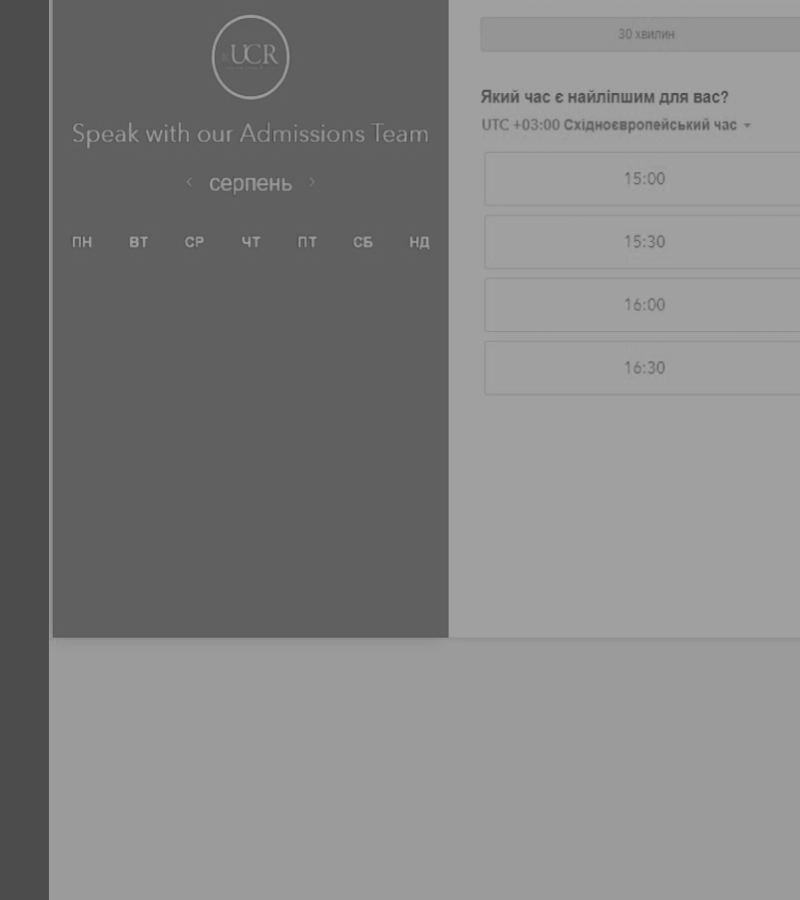 UCR
Speak with our Admissions Team
‹ серпень ›
ПН ВТ СР ЧТ ПТ СБ НД
30 хвилин
Який час є найліпшим для вас?
UTC +03:00 Східноєвропейський час
15:00
15:30
16:00
16:30